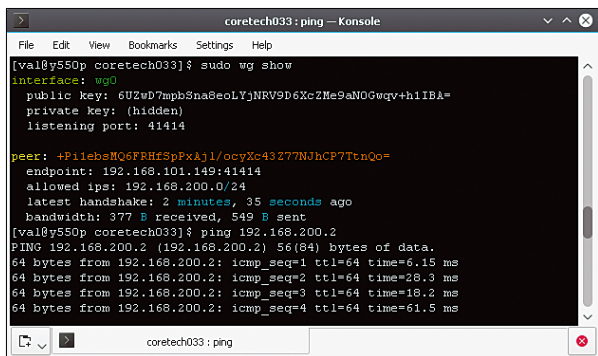 coretech033 : ping — Konsole
File Edit View Bookmarks Settings Help
[val@y550p coretech033]$ sudo wg show
interface: wg0
public key: 6UZwD7mpbSna8eoLYjNRV9D6XcZMe9aNOGwqv+h1IBA=
private key: (hidden)
listening port: 41414
peer: +Pi1ebsMQ6FRHfSpPxAjl/ocyXc43Z77NJhCP7TtnQo=
endpoint: 192.168.101.149:41414
allowed ips: 192.168.200.0/24
latest handshake: 2 minutes, 35 seconds ago
bandwidth: 377 B received, 549 B sent
[val@y550p coretech033]$ ping 192.168.200.2
PING 192.168.200.2 (192.168.200.2) 56(84) bytes of data.
64 bytes from 192.168.200.2: icmp_seq=1 ttl=64 time=6.15 ms
64 bytes from 192.168.200.2: icmp_seq=2 ttl=64 time=28.3 ms
64 bytes from 192.168.200.2: icmp_seq=3 ttl=64 time=18.2 ms
64 bytes from 192.168.200.2: icmp_seq=4 ttl=64 time=61.5 ms
coretech033 : ping